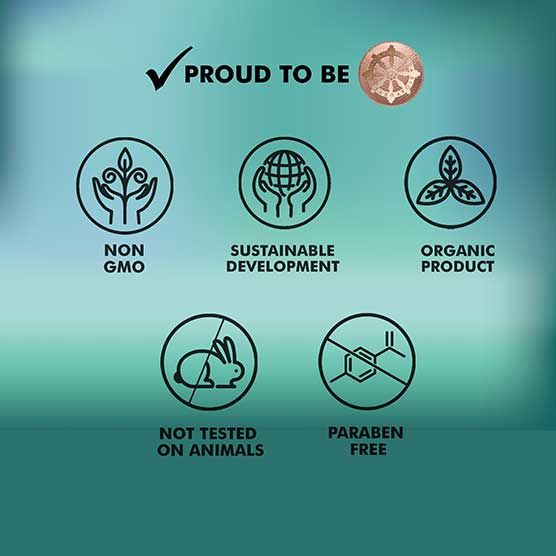 PROUD TO BE
NON
GMO
SUSTAINABLE
DEVELOPMENT
ORGANIC
PRODUCT
NOT TESTED
ON ANIMALS
PARABEN
FREE